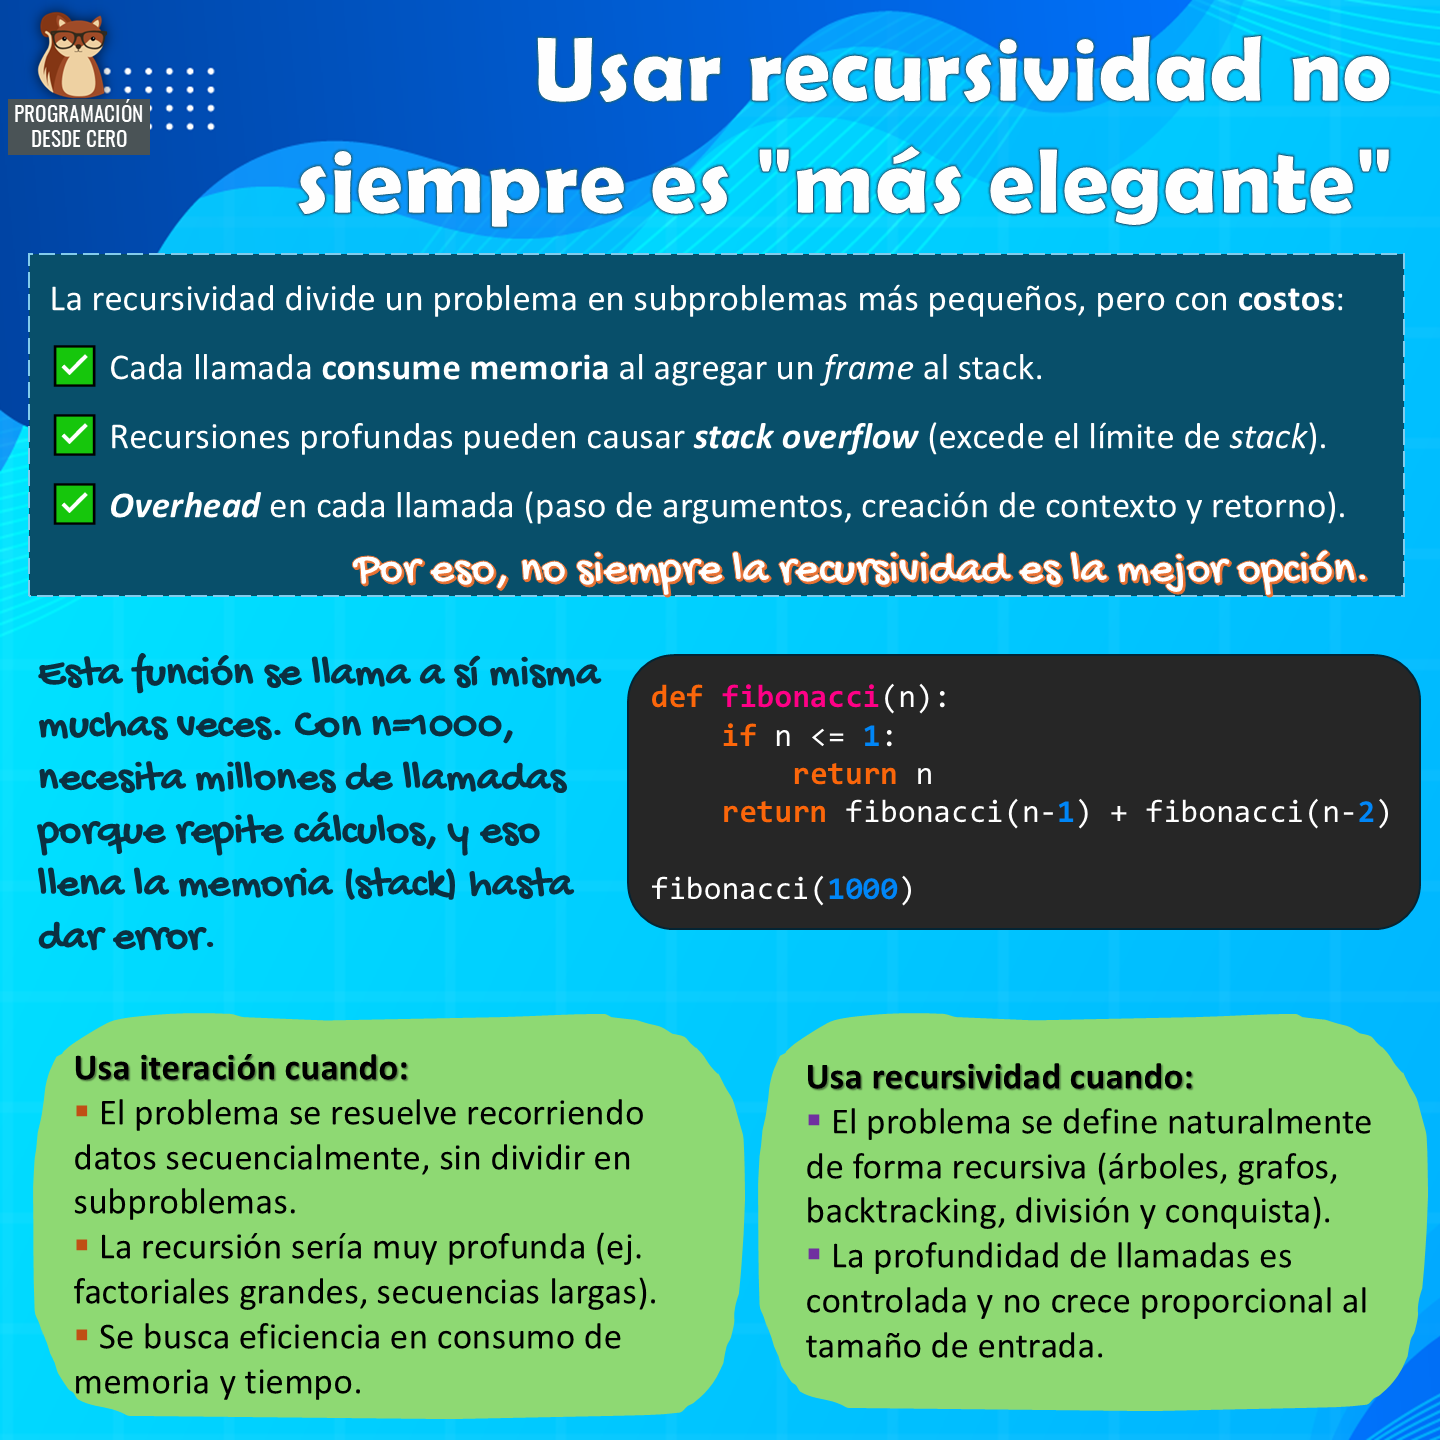 PROGRAMACIÓN
DESDE CERO
Usar recursividad no
siempre es "más elegante"
La recursividad divide un problema en subproblemas más pequeños, pero con costos:
Cada llamada consume memoria al agregar un frame al stack.
Recursiones profundas pueden causar stack overflow (excede el límite de stack).
Overhead en cada llamada (paso de argumentos, creación de contexto y retorno).
Por eso, no siempre la recursividad es la mejor opción.
Esta función se llama a sí misma
muchas veces. Con n=1000,
necesita millones de llamadas
porque repite cálculos, y eso
llena la memoria (stack) hasta
dar error.
def fibonacci(n):
    if n <= 1:
        return n
    return fibonacci(n-1) + fibonacci(n-2)
fibonacci(1000)
Usa iteración cuando:
▪ El problema se resuelve recorriendo
datos secuencialmente, sin dividir en
subproblemas.
▪ La recursión sería muy profunda (ej.
factoriales grandes, secuencias largas).
▪ Se busca eficiencia en consumo de
memoria y tiempo.
Usa recursividad cuando:
▪ El problema se define naturalmente
de forma recursiva (árboles, grafos,
backtracking, división y conquista).
▪ La profundidad de llamadas es
controlada y no crece proporcional al
tamaño de entrada.